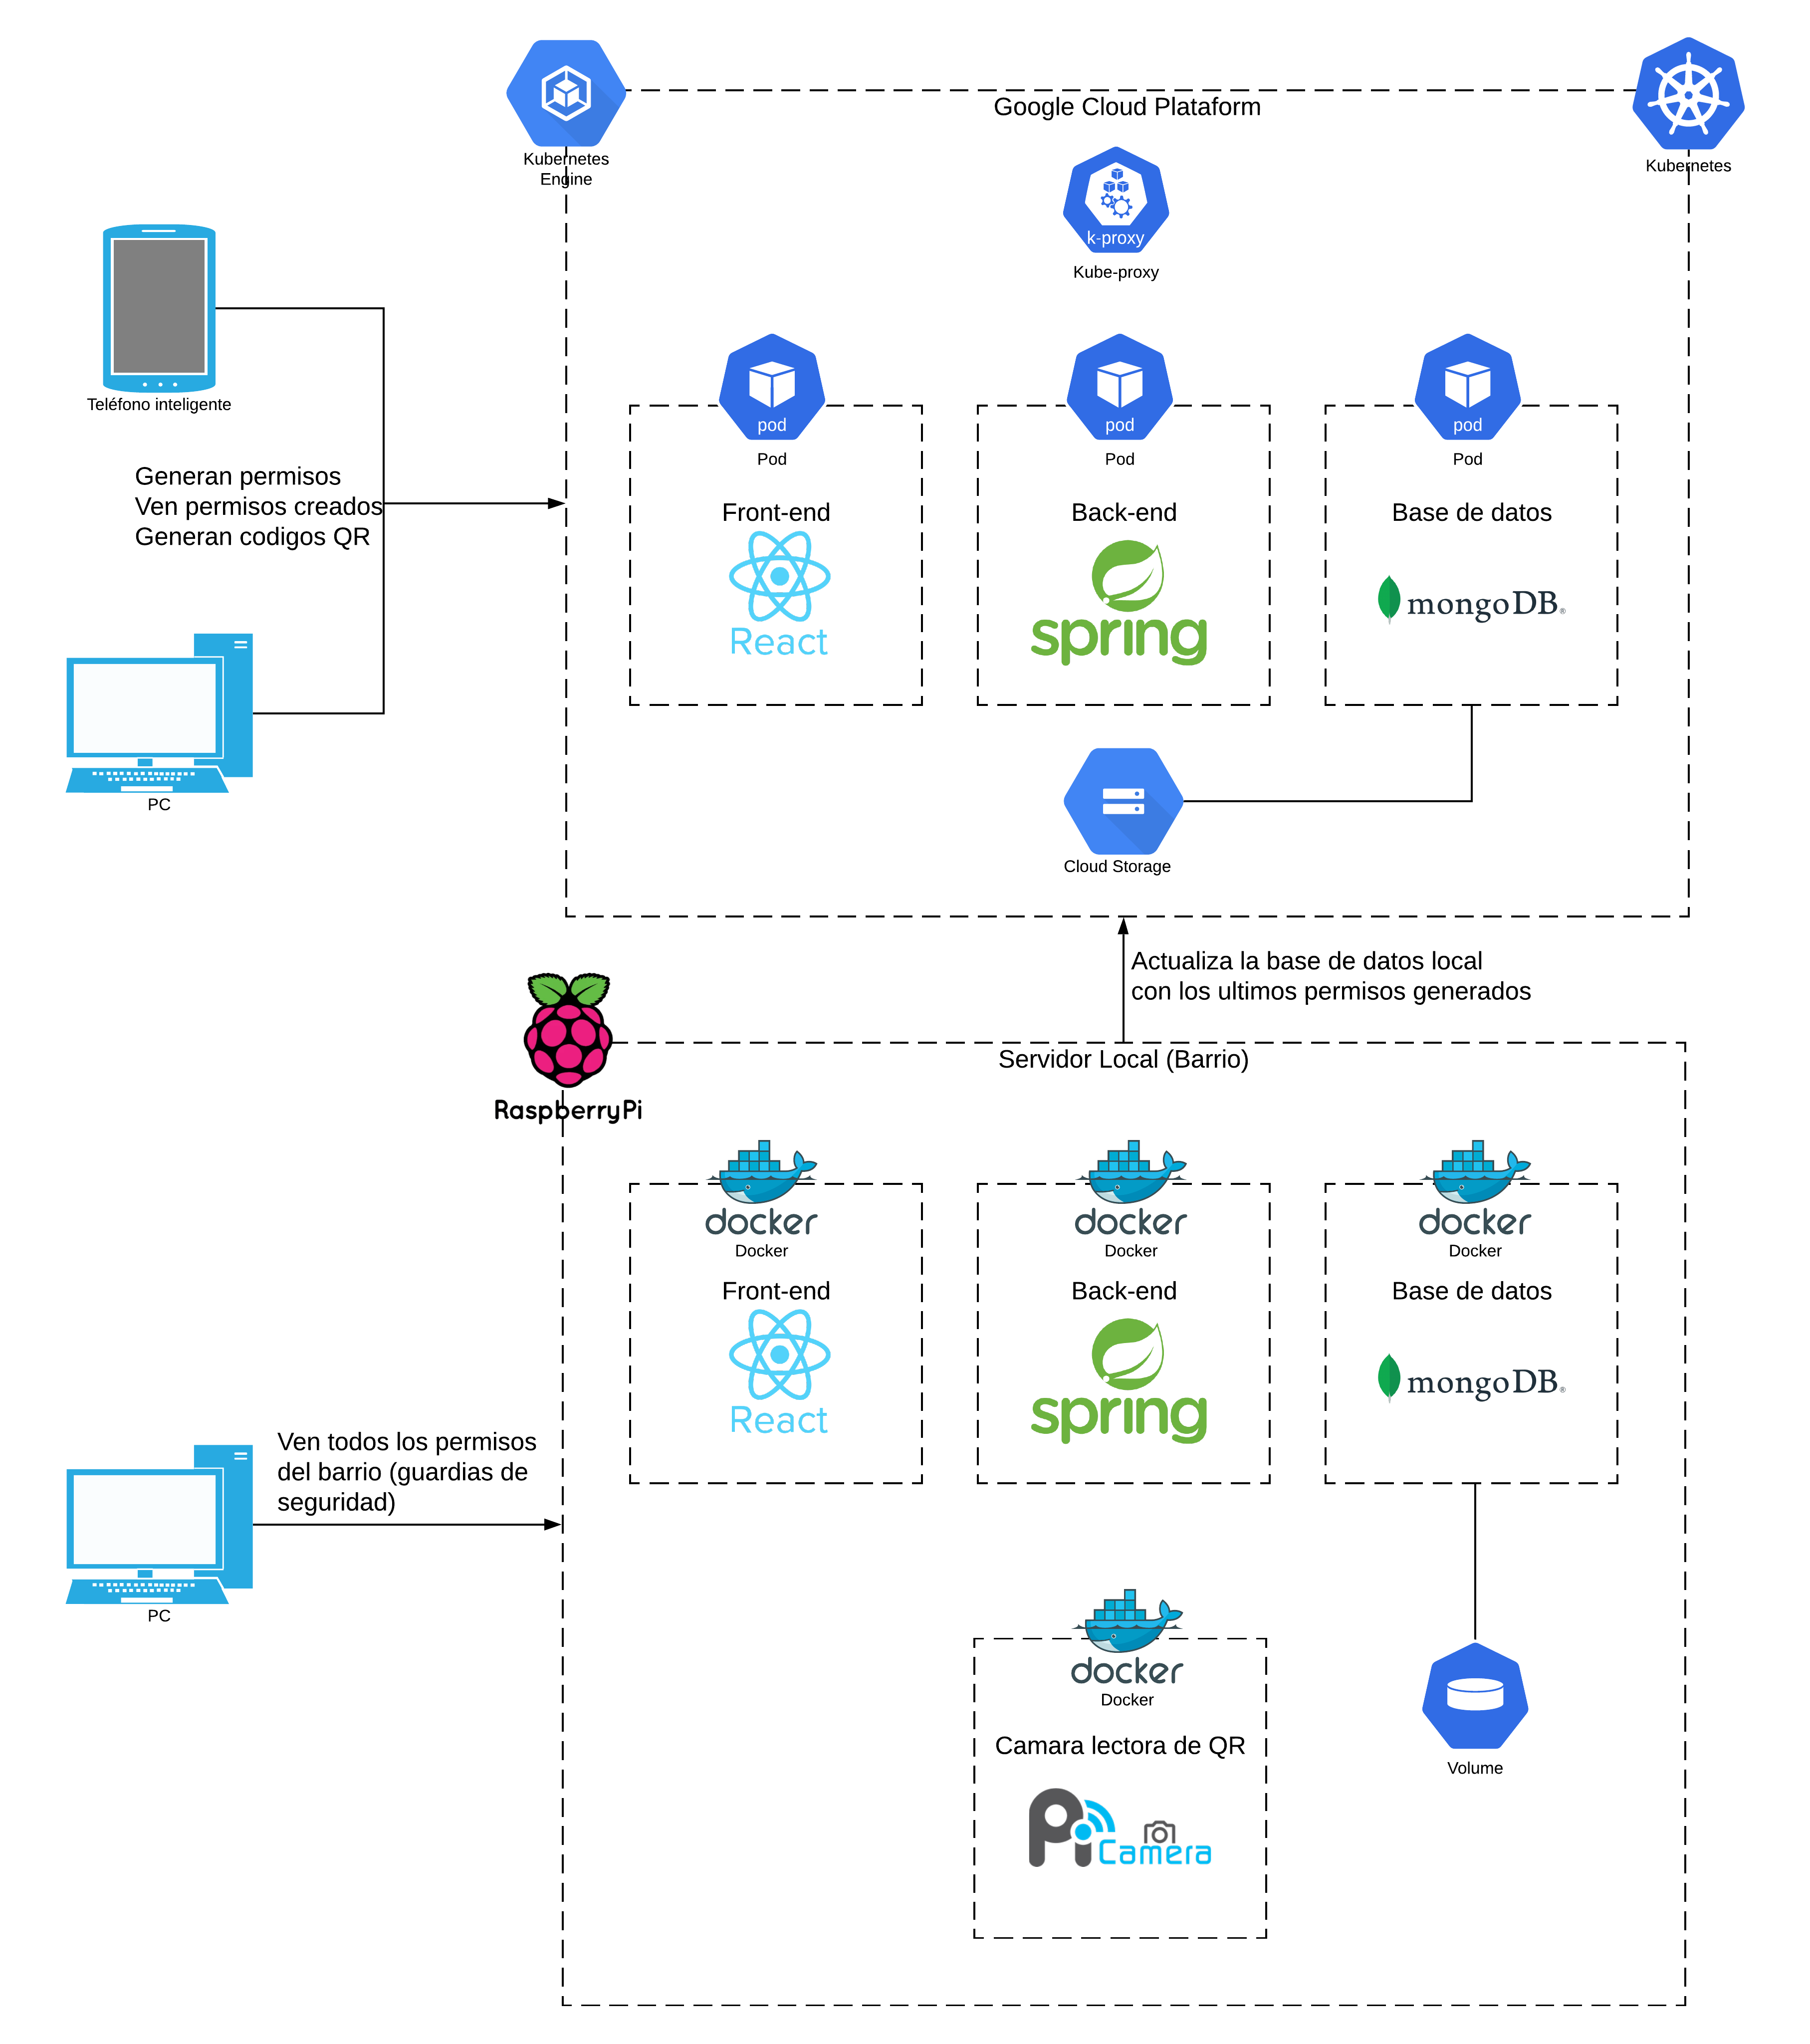 Google Cloud Plataform
Kubernetes
Engine
Kubernetes
k-proxy
Kube-proxy
Teléfono inteligente
pod
Pod
pod
Pod
pod
Pod
Generan permisos
Ven permisos creados
Generan codigos QR
Front-end
React
Back-end
spring
Base de datos
mongoDB®
PC
Cloud Storage
Actualiza la base de datos local
con los ultimos permisos generados
RaspberryPi
Servidor Local (Barrio)
docker
Docker
docker
Docker
docker
Docker
Front-end
React
Back-end
spring
Base de datos
mongoDB®
Ven todos los permisos
del barrio (guardias de
seguridad)
PC
docker
Docker
Camara lectora de QR
Pi Camera
Volume